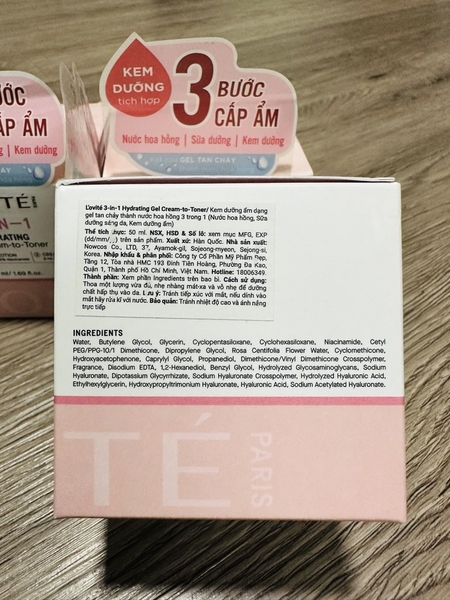 KEM
DƯỠNG
tích hợp
3 BƯỚC
CẤP ẨM
Nước hoa hồng | Sữa dưỡng | Kem dưỡng
GEL TAN CHẢY
ƯỚC
CẤP ẨM
g | Kem dưỡng
TÉ
N-1
RATING
m-to-Toner
L'ovité 3-in-1 Hydrating Gel Cream-to-Toner/ Kem dưỡng ẩm dạng
gel tan chảy thành nước hoa hồng 3 trong 1 (Nước hoa hồng, Sữa
dưỡng sáng da, Kem dưỡng ẩm)
Thể tích thực: 50 ml. NSX, HSD & Số lô: xem mục MFG, EXP
(dd/mm/ ) trên sản phẩm. Xuất xứ: Hàn Quốc. Nhà sản xuất:
Nowcos Co., LTD, Ayamok-gil, Sojeong-myeon, Sejong-si,
Korea. Nhập khẩu & phân phối: Công ty Cổ Phần Mỹ Phẩm Đẹp,
Tầng 12, Tòa nhà HMC 193 Đinh Tiên Hoàng, Phường Đa Kao,
Quận 1, Thành phố Hồ Chí Minh, Việt Nam. Hotline: 18006349.
Thành phần: Xem phần Ingredients trên bao bì. Cách sử dụng:
Thoa một lượng vừa đủ, nhẹ nhàng mát-xa và vỗ nhẹ để dưỡng
chất hấp thụ vào da. Lưu ý: Tránh tiếp xúc với mắt, nếu dính vào
mắt hãy rửa kĩ với nước. Bảo quản: Tránh nhiệt độ cao và ánh nắng
trực tiếp
INGREDIENTS
Water, Butylene Glycol, Glycerin, Cyclopentasiloxane, Cyclohexasiloxane, Niacinamide, Cetyl
PEG/PPG-10/1 Dimethicone, Dipropylene Glycol, Rosa Centifolia Flower Water, Cyclomethicone,
Hydroxyacetophenone, Caprylyl Glycol, Propanediol, Dimethicone/Vinyl Dimethicone Crosspolymer,
Fragrance, Disodium EDTA, 1,2-Hexanediol, Benzyl Glycol, Hydrolyzed Glycosaminoglycans, Sodium
Hyaluronate, Dipotassium Glycyrrhizate, Sodium Hyaluronate Crosspolymer, Hydrolyzed Hyaluronic Acid,
Ethylhexylglycerin, Hydroxypropyltrimonium Hyaluronate, Hyaluronic Acid, Sodium Acetylated Hyaluronate.
TÉ
PARIS